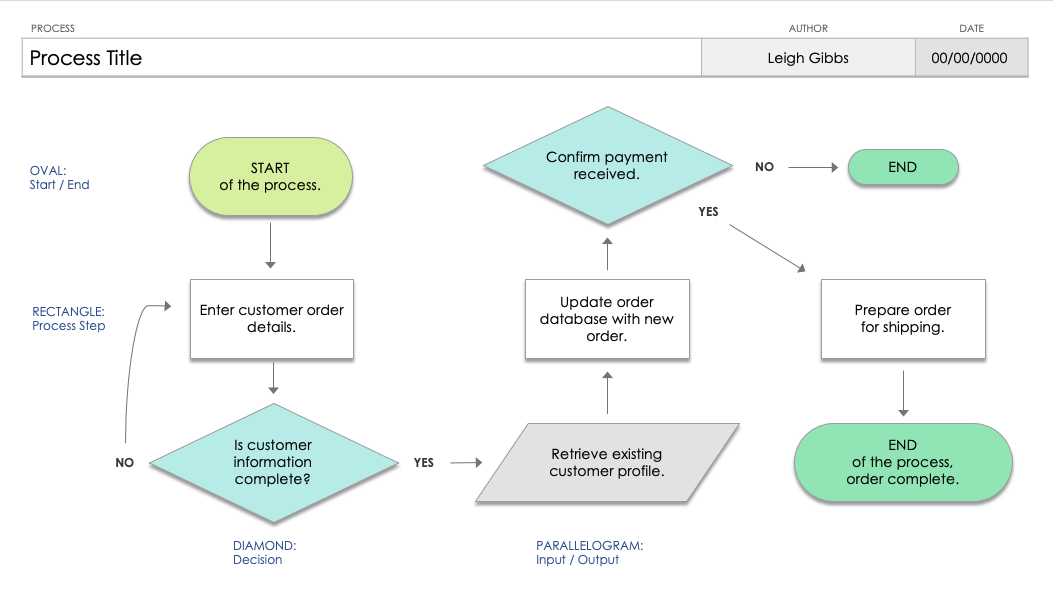 PROCESS
AUTHOR
DATE
Process Title
Leigh Gibbs
00/00/0000
OVAL:
Start / End
START
of the process.
Confirm payment
received.
NO
END
YES
RECTANGLE:
Process Step
Enter customer order
details.
Update order
database with new
order.
Prepare order
for shipping.
NO
Is customer
information
complete?
YES
Retrieve existing
customer profile.
END
of the process,
order complete.
DIAMOND:
Decision
PARALLELOGRAM:
Input / Output